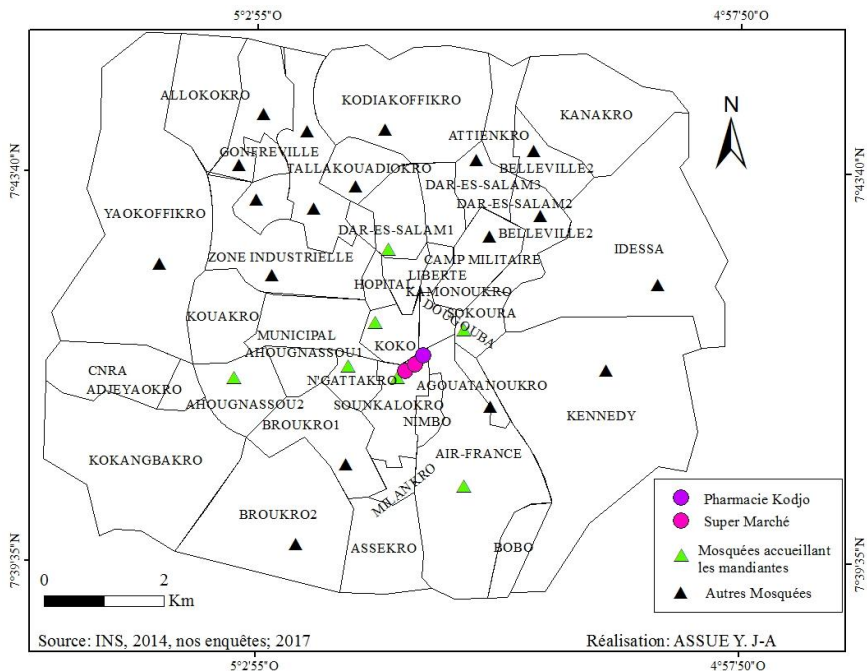 5°2'55"O
4°57'50"O
N
7°43'40"N
7°43'40"N
ALLOKOKRO
KODIAKOFFIKRO
KANAKRO
ATTIENKRO
GONFREVILLE
TALLAKOUADIOKRO
BELLEVILLE2
DAR-ES-SALAM3
DAR-ES-SALAM2
YAOKOFFIKRO
DAR-ES-SALAM1
BELLEVILLE2
IDESSA
ZONE INDUSTRIELLE
CAMP MILITAIRE
HOPITAL
LIBERTE
KAMONOUKRO
DOUGOUBA
SOKOURA
KOUAKRO
MUNICIPAL
KOKO
AHOUGNASSOU1
CNRA
ADJEYAOKRO
N'GATTAKRO
AGOUATANOUKRO
AHOUGNASSOU2
SOUNKALOKRO
NIMBO
KENNEDY
BROUKRO1
AIR-FRANCE
KOKANGBAKRO
MILANKRO
BROUKRO2
ASSEKRO
BOBO
7°39'35"N
7°39'35"N
Pharmacie Kodjo
Super Marché
Mosquées accueillant
les mandiantes
Autres Mosquées
0 2
Km
Source: INS, 2014, nos enquêtes; 2017
Réalisation: ASSUE Y. J-A
5°2'55"O
4°57'50"O